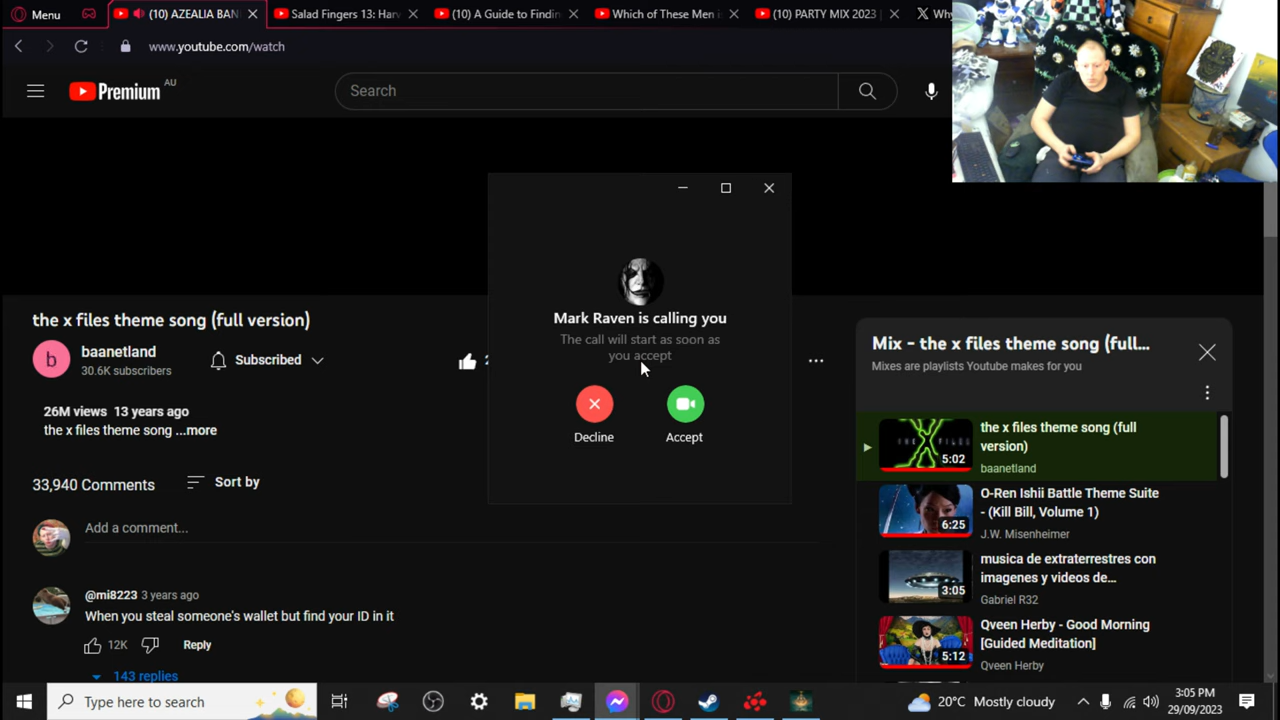 Menu
(10) AZEALIA BAN
Salad Fingers 13: Har
(10) A Guide to Findin
Which of These Men i
(10) PARTY MIX 2023 |
Why
www.youtube.com/watch
Premium AU
Search
Mark Raven is calling you
The call will start as soon as
you accept
Decline
Accept
the x files theme song (full version)
baanetland
30.6K subscribers
Subscribed
26M views 13 years ago
the x files theme song ...more
33,940 Comments
Sort by
Add a comment...
@mi8223 3 years ago
When you steal someone's wallet but find your ID in it
12K
Reply
143 replies
Mix - the x files theme song (full...
Mixes are playlists Youtube makes for you
the x files theme song (full
version)
5:02
baanetland
O-Ren Ishii Battle Theme Suite
- (Kill Bill, Volume 1)
6:25
J.W. Misenheimer
musica de extraterrestres con
imagenes y videos de...
3:05
Gabriel R32
Qveen Herby - Good Morning
[Guided Meditation]
5:12
Qveen Herby
Type here to search
20°C Mostly cloudy
3:05 PM
29/09/2023